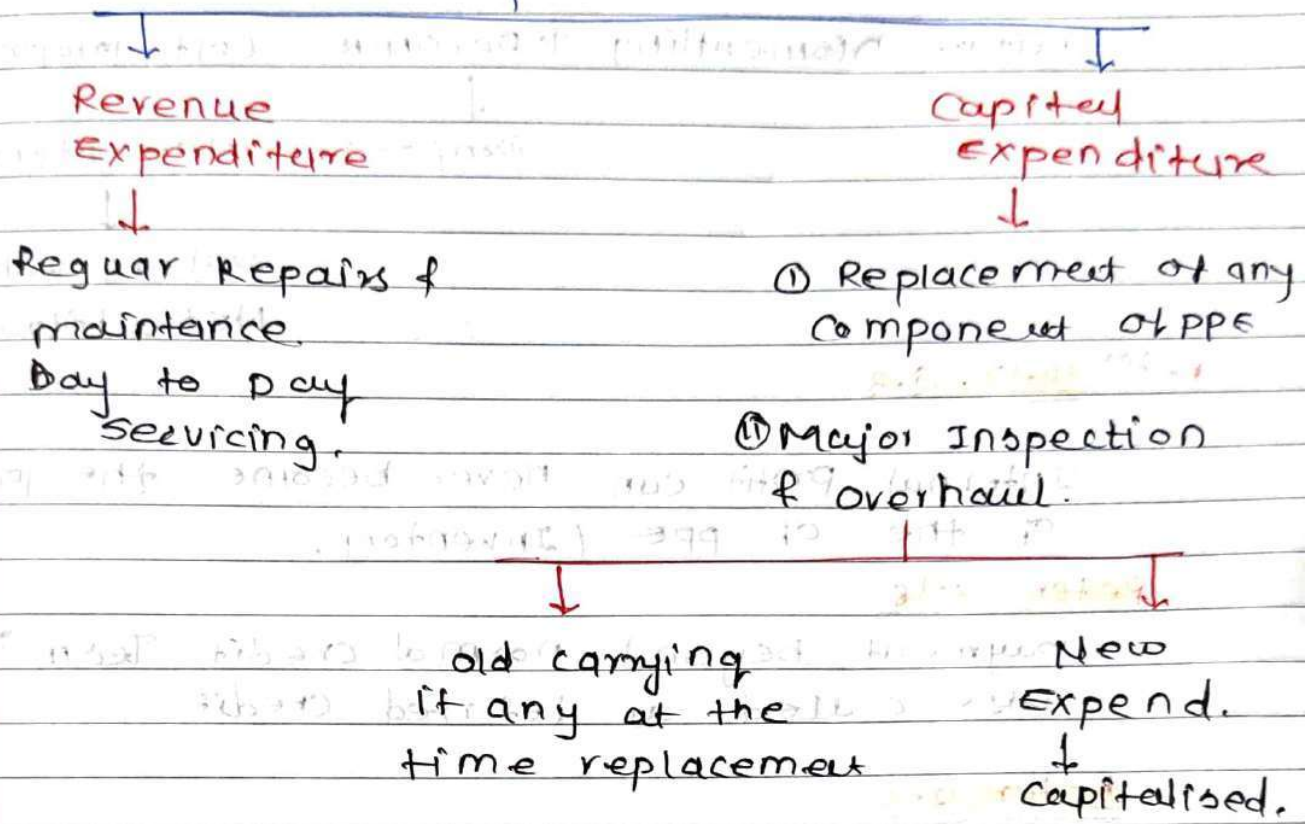 Revenue
Expenditure
Capital
Expenditure
Reguar Repairs &
maintance
Day to Day
Servicing.
① Replacement of any
Component of PPE
② Major Inspection
& overhaul.
old carrying
if any at the
time replacement
New
Expend.
Capitalised.